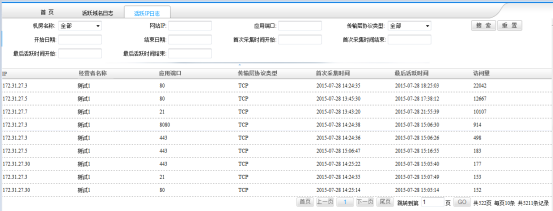 首 页 活跃域名日志 活跃IP日志
机房名称: 全部 网站IP: 应用端口: 传输层协议类型: 全部 搜 索 重 置
开始日期: 结束日期: 首次采集时间开始: 首次采集时间结束:
最后活跃时间开始: 最后活跃时间结束:
IP 经营者名称 应用端口 传输层协议类型 首次采集时间 最后活跃时间 访问量
172.31.27.3 测试1 80 TCP 2015-07-28 14:24:35 2015-07-28 18:25:03 22042
172.31.27.5 测试1 80 TCP 2015-07-28 13:45:30 2015-07-28 17:38:12 12667
172.31.27.7 测试1 21 TCP 2015-07-28 13:43:20 2015-07-28 21:55:39 10107
172.31.27.3 测试1 8080 TCP 2015-07-28 14:24:38 2015-07-28 15:06:30 914
172.31.27.3 测试1 443 TCP 2015-07-28 14:24:36 2015-07-28 15:06:26 498
172.31.27.3 测试1 443 TCP 2015-07-28 15:06:47 2015-07-28 15:16:55 183
172.31.27.30 测试1 443 TCP 2015-07-28 14:25:22 2015-07-28 15:03:40 177
172.31.27.3 测试1 21 TCP 2015-07-28 14:24:35 2015-07-28 15:07:49 155
172.31.27.30 测试1 80 TCP 2015-07-28 14:25:14 2015-07-28 15:03:14 152
首页 上一页 1 下一页 尾页 跳转到第 1 页 GO 共522页 每页10条 共5211条记录